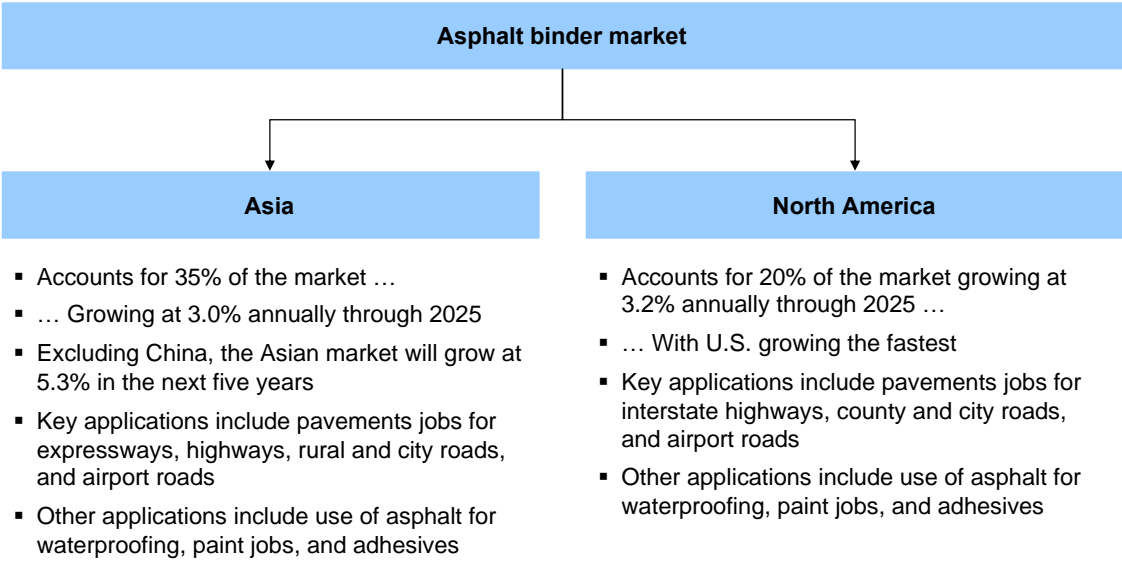 Asphalt binder market
Asia
▪ Accounts for 35% of the market …
▪ … Growing at 3.0% annually through 2025
▪ Excluding China, the Asian market will grow at
5.3% in the next five years
▪ Key applications include pavements jobs for
expressways, highways, rural and city roads,
and airport roads
▪ Other applications include use of asphalt for
waterproofing, paint jobs, and adhesives
North America
▪ Accounts for 20% of the market growing at
3.2% annually through 2025 …
▪ … With U.S. growing the fastest
▪ Key applications include pavements jobs for
interstate highways, county and city roads,
and airport roads
▪ Other applications include use of asphalt for
waterproofing, paint jobs, and adhesives